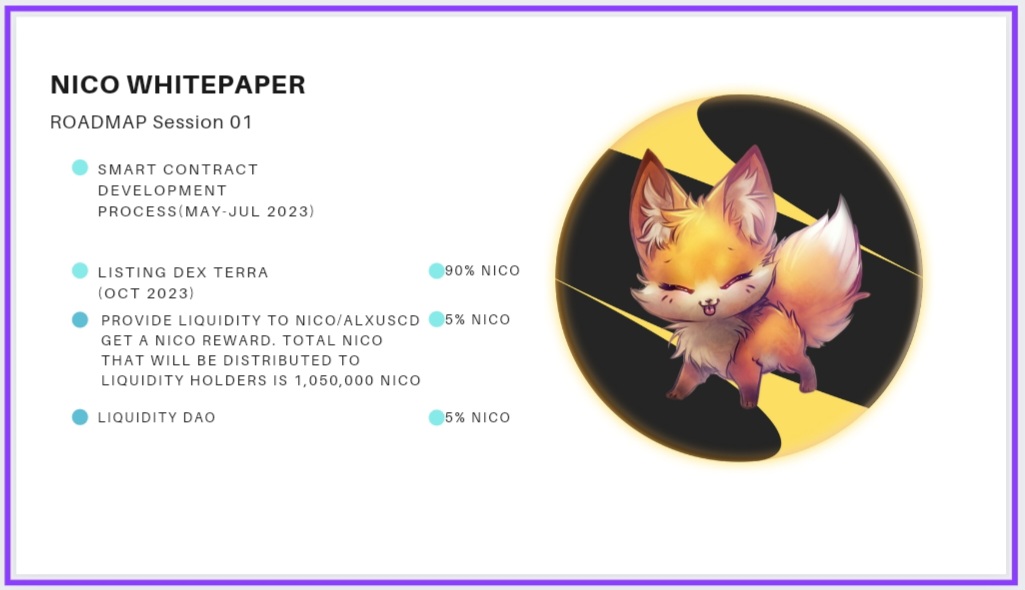 NICO WHITEPAPER
ROADMAP Session 01
SMART CONTRACT
DEVELOPMENT
PROCESS(MAY-JUL 2023)
LISTING DEX TERRA
(OCT 2023)
90% NICO
PROVIDE LIQUIDITY TO NICO/ALXUSCD
GET A NICO REWARD. TOTAL NICO
THAT WILL BE DISTRIBUTED TO
LIQUIDITY HOLDERS IS 1,050,000 NICO
5% NICO
LIQUIDITY DAO
5% NICO